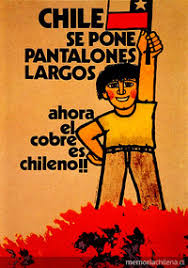 CHILE
SE PONE
PANTALONES
LARGOS
ahora
el
cobre
es
chileno!!
memoriachilena.cl